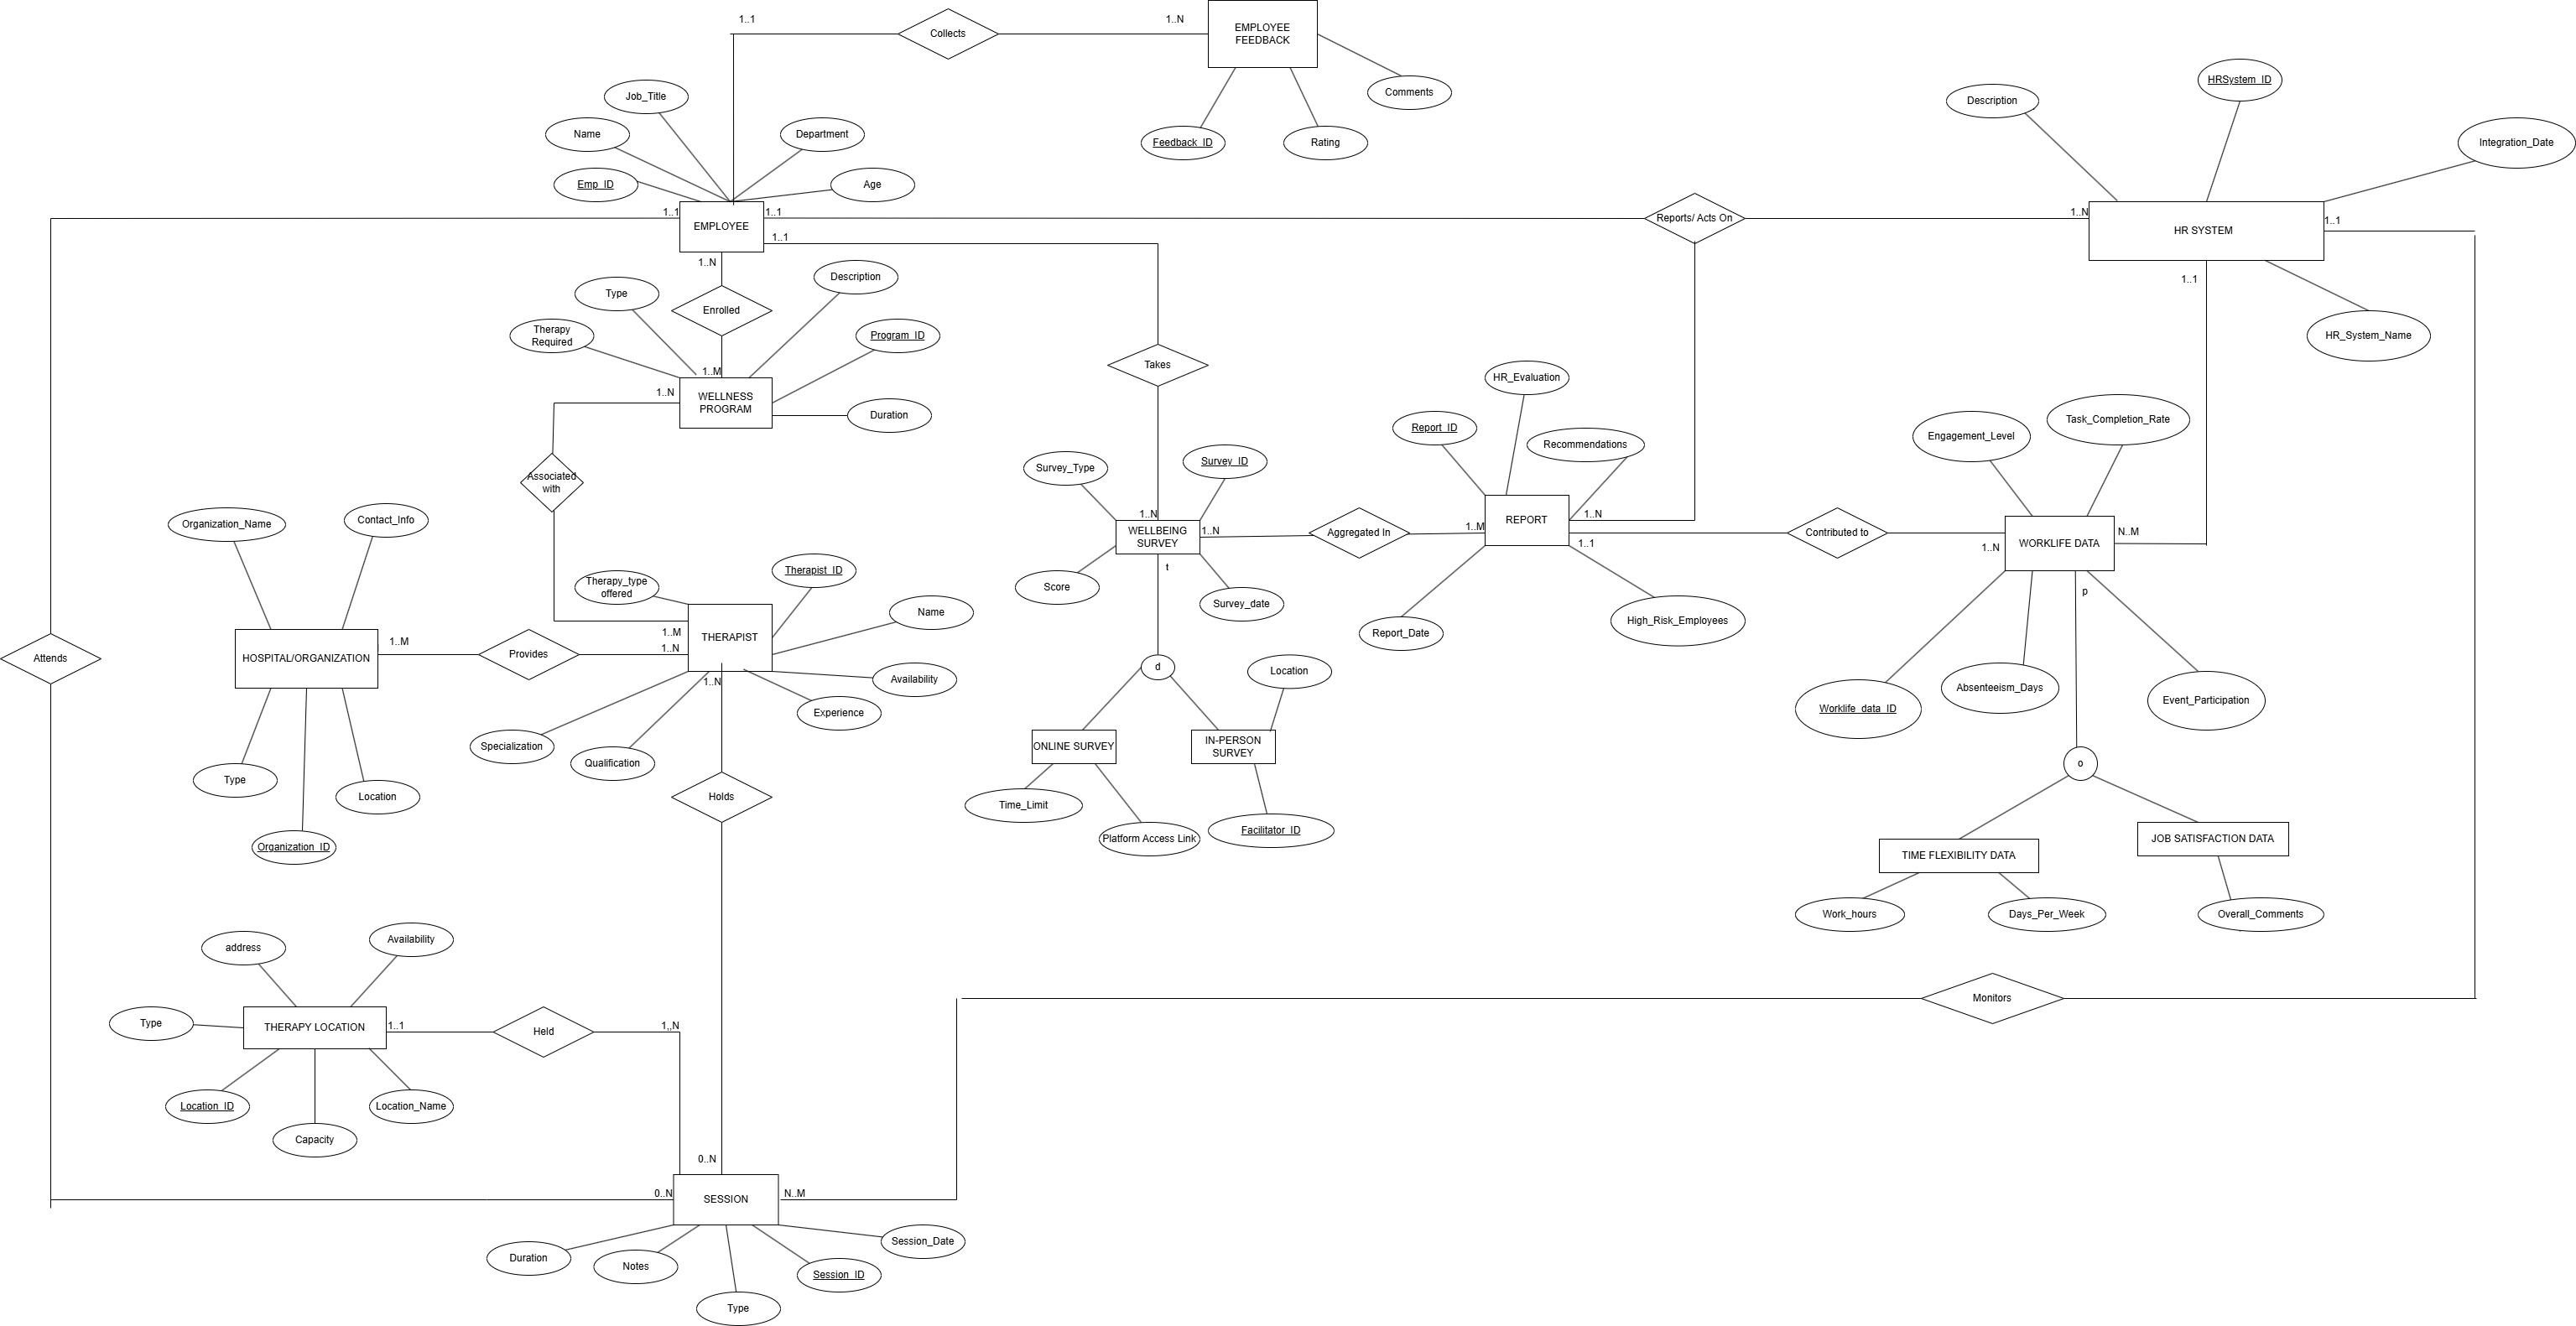 1..1
Collects
1..N
EMPLOYEE
FEEDBACK
Comments
Feedback_ID
Rating
Job_Title
Name
Department
Emp_ID
Age
HRSystem_ID
Description
Integration_Date
1..1
EMPLOYEE
1..1
1..1
Reports/ Acts On
1..N
HR SYSTEM
1..1
1..1
HR_System_Name
1..N
Enrolled
Type
Description
Therapy
Required
Program_ID
1..M
1..N
WELLNESS
PROGRAM
Duration
Takes
HR_Evaluation
Report_ID
Recommendations
Engagement_Level
Task_Completion_Rate
Survey_Type
Survey_ID
Associated
with
1..N
WELLBEING
SURVEY
1..N
Aggregated In
1..M
REPORT
1..N
1..1
Contributed to
1..N
WORKLIFE DATA
N..M
Organization_Name
Contact_Info
Therapy_type
offered
Therapist_ID
Name
Score
t
Survey_date
Report_Date
High_Risk_Employees
p
Attends
HOSPITAL/ORGANIZATION
1..M
Provides
1..M
1..N
THERAPIST
1..N
Availability
Experience
Specialization
Qualification
d
Location
Worklife_data_ID
Absenteeism_Days
Event_Participation
Type
Location
Organization_ID
Holds
ONLINE SURVEY
IN-PERSON
SURVEY
Time_Limit
Platform Access Link
Facilitator_ID
o
TIME FLEXIBILITY DATA
JOB SATISFACTION DATA
Work_hours
Days_Per_Week
Overall_Comments
address
Availability
Type
THERAPY LOCATION
1..1
Held
1,,N
Monitors
Location_ID
Location_Name
Capacity
0..N
0..N
SESSION
N..M
Duration
Notes
Session_Date
Session_ID
Type